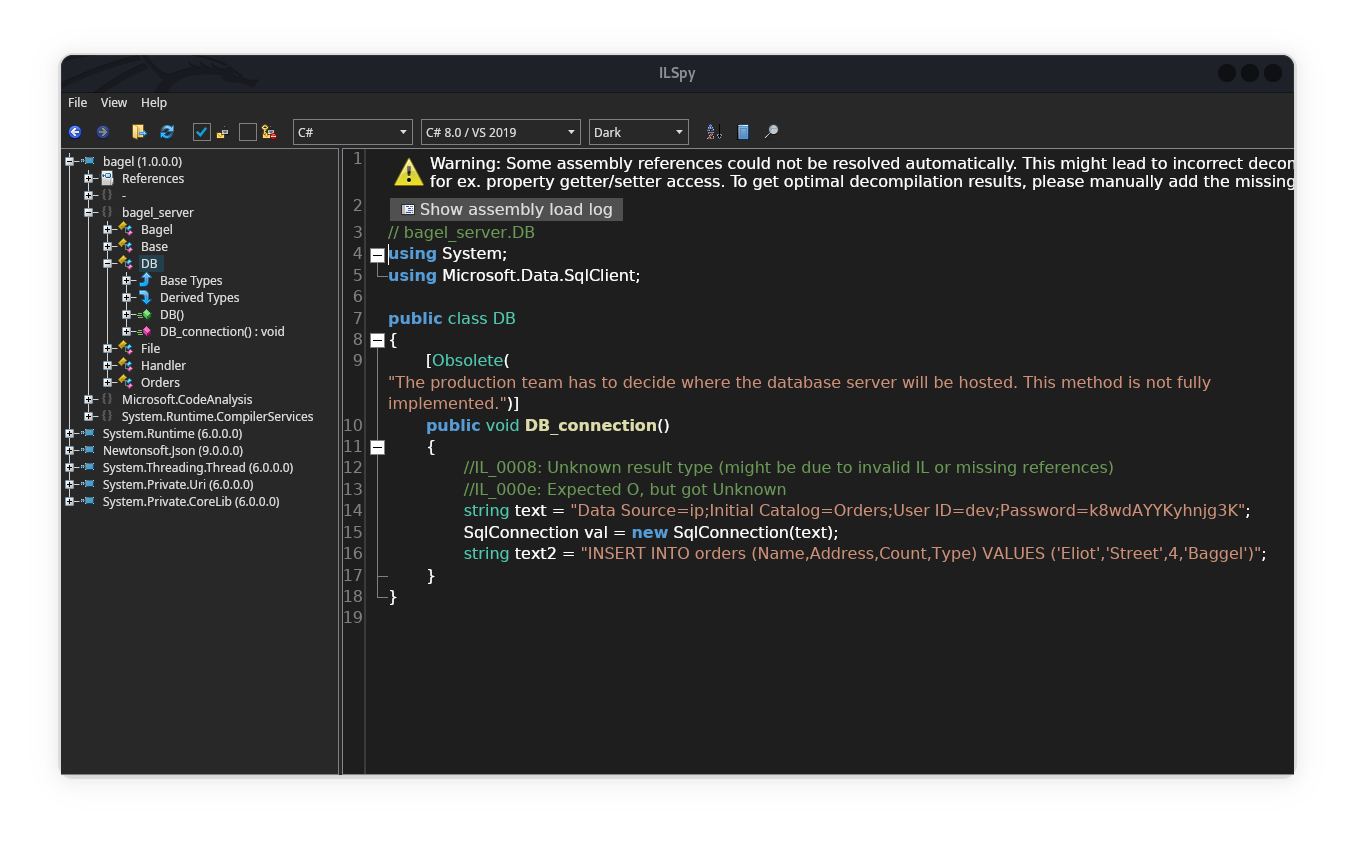 ILSpy
File View Help
C# C# 8.0 / VS 2019 Dark
bagel (1.0.0.0)
References
-
bagel_server
Bagel
Base
DB
Base Types
Derived Types
DB()
DB_connection() : void
File
Handler
Orders
Microsoft.CodeAnalysis
System.Runtime.CompilerServices
System.Runtime (6.0.0.0)
Newtonsoft.Json (9.0.0.0)
System.Threading.Thread (6.0.0.0)
System.Private.Uri (6.0.0.0)
System.Private.CoreLib (6.0.0.0)
1 Warning: Some assembly references could not be resolved automatically. This might lead to incorrect decom
for ex. property getter/setter access. To get optimal decompilation results, please manually add the missing
2 Show assembly load log
3 // bagel_server.DB
4 using System;
5 using Microsoft.Data.SqlClient;
6
7 public class DB
8 {
9 [Obsolete(
"The production team has to decide where the database server will be hosted. This method is not fully
implemented.")]
10 public void DB_connection()
11 {
12 //IL_0008: Unknown result type (might be due to invalid IL or missing references)
13 //IL_000e: Expected O, but got Unknown
14 string text = "Data Source=ip;Initial Catalog=Orders;User ID=dev;Password=k8wdAYYKyhnjg3K";
15 SqlConnection val = new SqlConnection(text);
16 string text2 = "INSERT INTO orders (Name,Address,Count,Type) VALUES ('Eliot','Street',4,'Baggel')";
17 }
18 }
19